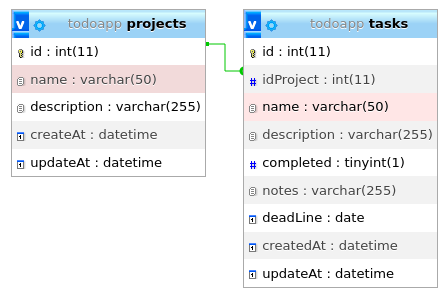 v todoapp projects
id : int(11)
name : varchar(50)
description : varchar(255)
createAt : datetime
updateAt : datetime
v todoapp tasks
id : int(11)
# idProject : int(11)
name : varchar(50)
description : varchar(255)
# completed : tinyint(1)
notes : varchar(255)
deadLine : date
createdAt : datetime
updateAt : datetime